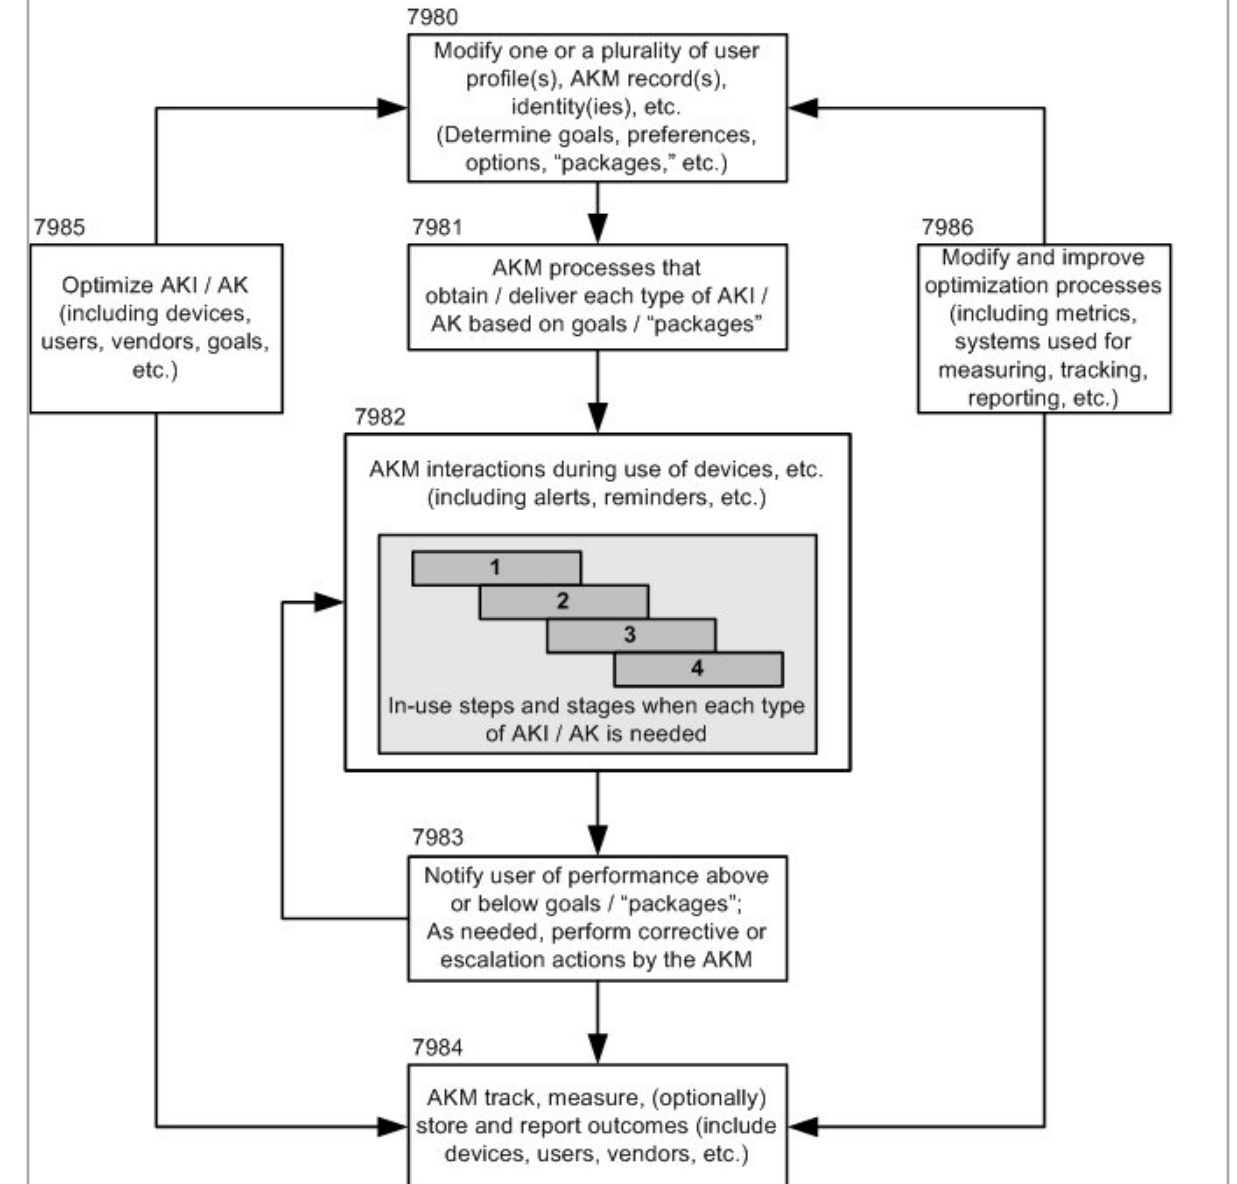 7980
Modify one or a plurality of user
profile(s), AKM record(s),
identity(ies), etc.
(Determine goals, preferences,
options, “packages,” etc.)
7985
Optimize AKI / AK
(including devices,
users, vendors, goals,
etc.)
7981
AKM processes that
obtain / deliver each type of AKI /
AK based on goals / “packages”
7986
Modify and improve
optimization processes
(including metrics,
systems used for
measuring, tracking,
reporting, etc.)
7982
AKM interactions during use of devices, etc.
(including alerts, reminders, etc.)
1
2
3
4
In-use steps and stages when each type
of AKI / AK is needed
7983
Notify user of performance above
or below goals / “packages”;
As needed, perform corrective or
escalation actions by the AKM
7984
AKM track, measure, (optionally)
store and report outcomes (include
devices, users, vendors, etc.)